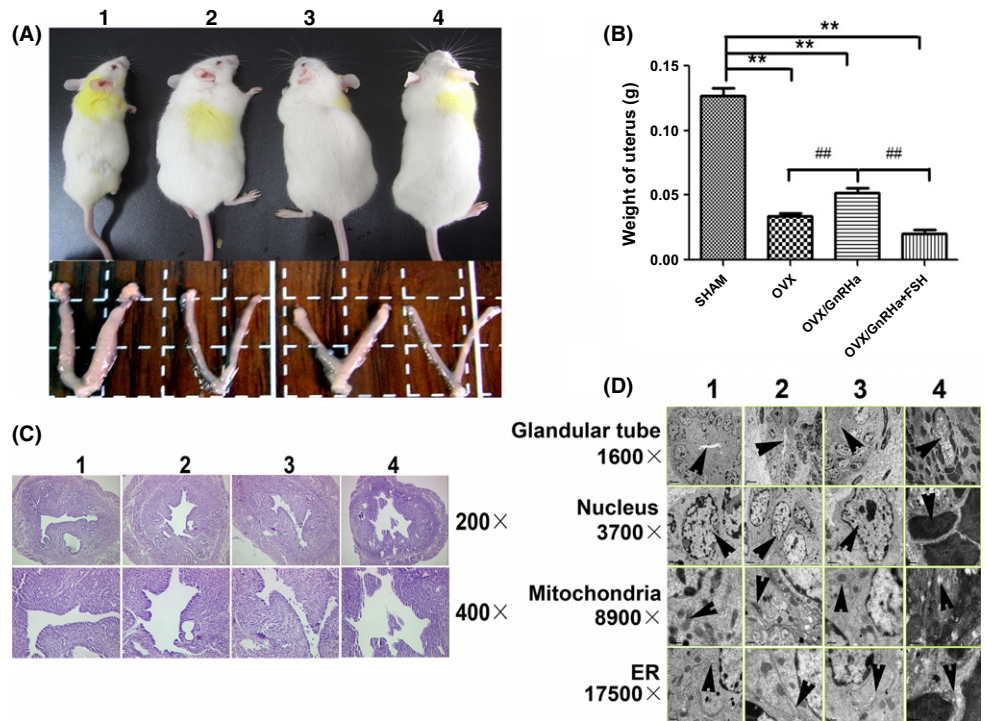 (A)
1 2 3 4
(B)
** 
**
**
## ##
Weight of uterus (g)
0.15
0.10
0.05
0.00
SHAM
OVX
OVX/GnRHa
OVX/GnRHa+FSH
(C)
1 2 3 4
200×
400×
(D)
1 2 3 4
Glandular tube
1600×
Nucleus
3700×
Mitochondria
8900×
ER
17500×